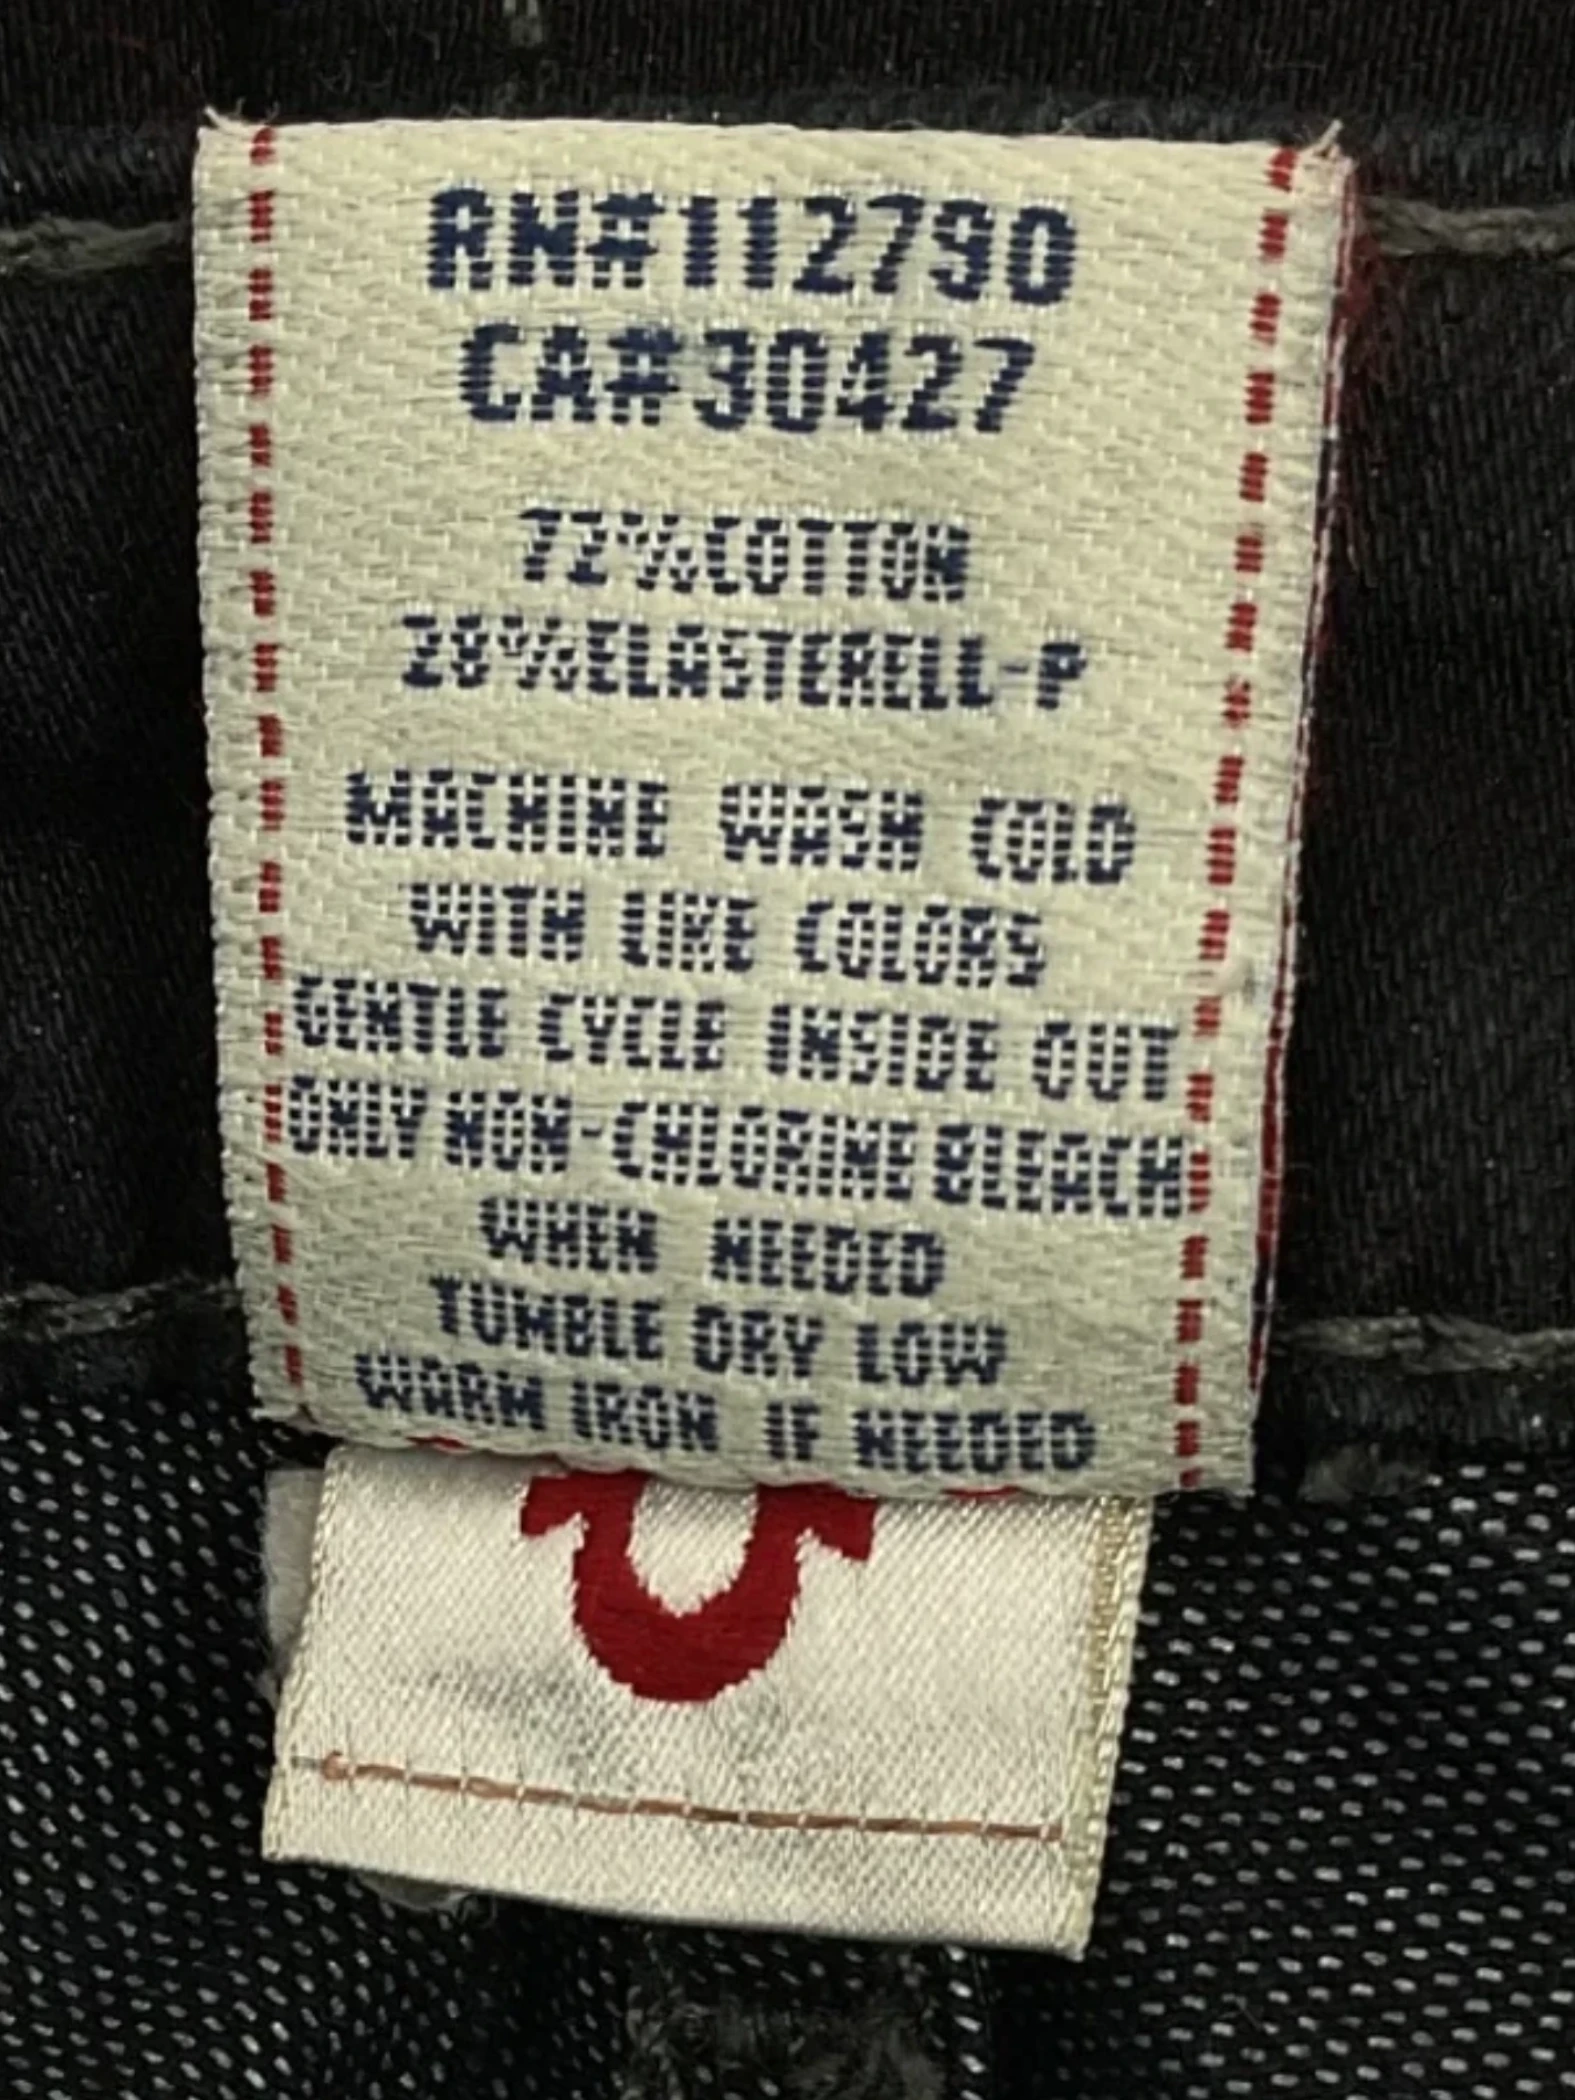 RN#112790
CA#30427
72%COTTON
28%ELASTERELL-P
MACHINE WASH COLD
WITH LIKE COLORS
GENTLE CYCLE INSIDE OUT
ONLY NON-CHLORINE BLEACH
WHEN NEEDED
TUMBLE DRY LOW
WARM IRON IF NEEDED